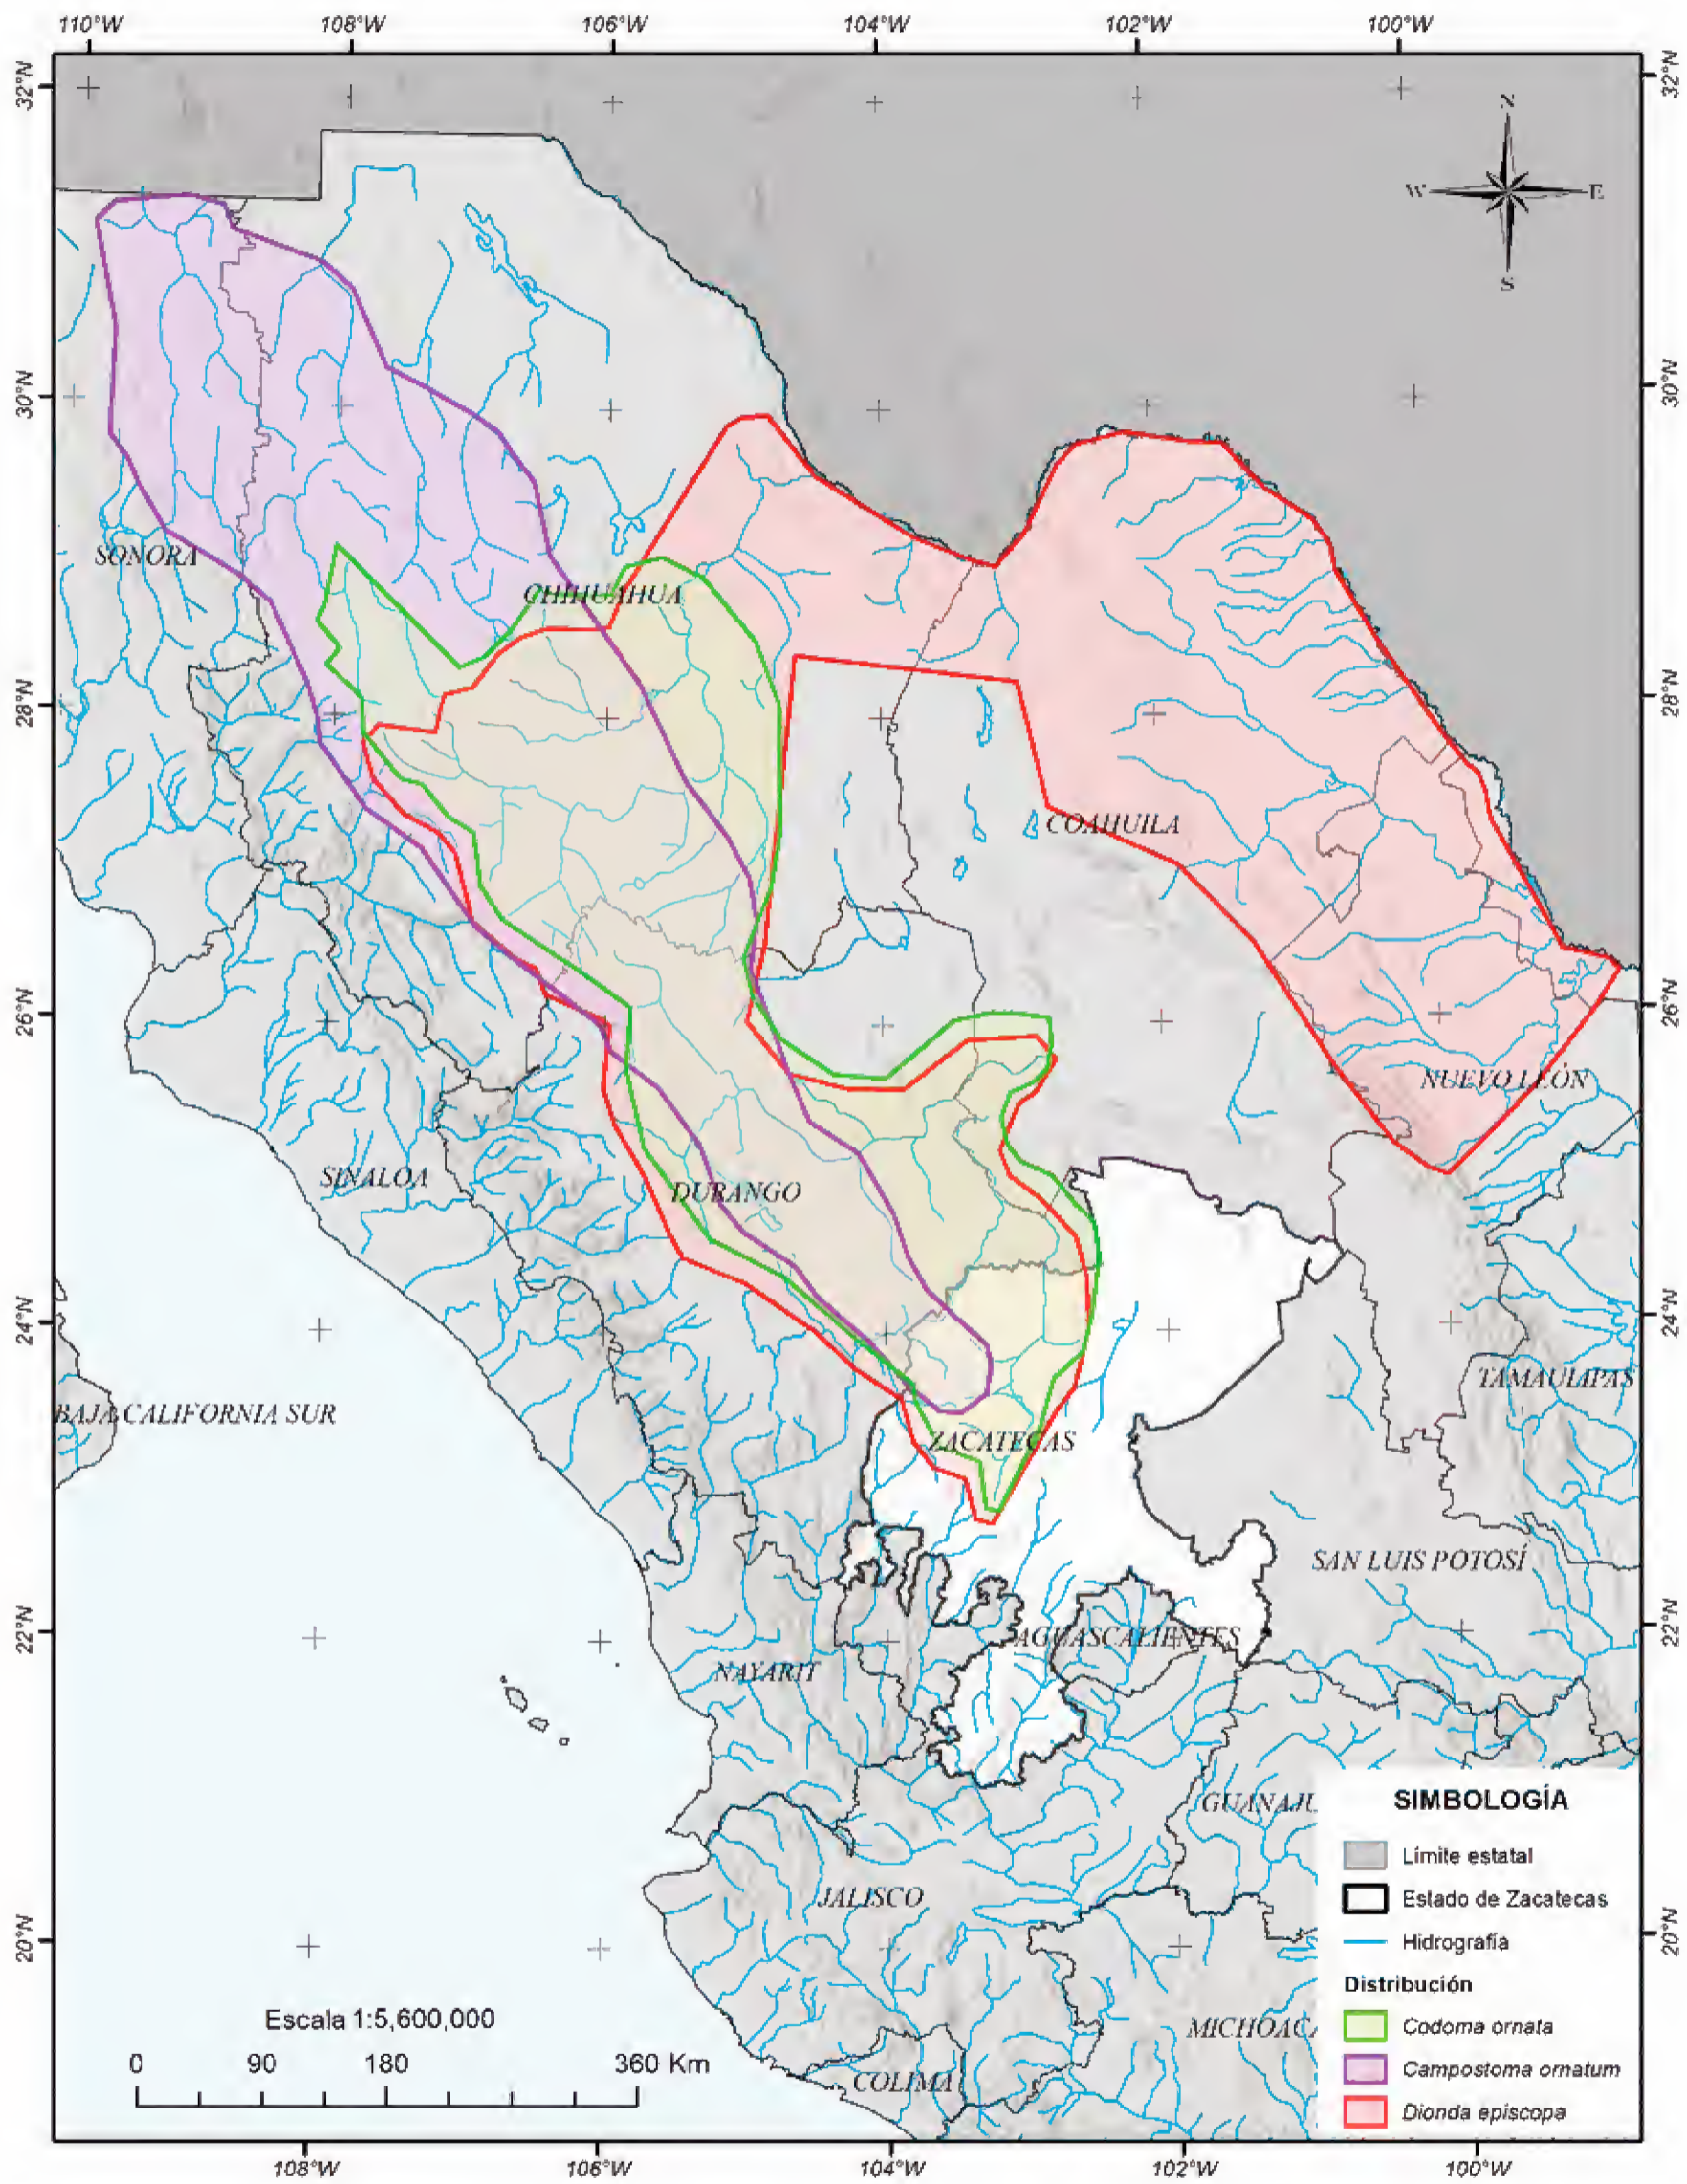 110°W 108°W 106°W 104°W 102°W 100°W
32°N 32°N
N
W E
S
30°N 30°N
SONORA
CHIHUAHUA
28°N 28°N
COAHUILA
26°N 26°N
NUEVO LEÓN
SINALOA
DURANGO
24°N 24°N
TAMAULIPAS
BAJA CALIFORNIA SUR
ZACATECAS
SAN LUIS POTOSÍ
22°N 22°N
AGUASCALIENTES
NAYARIT
GUANAJU
SIMBOLOGÍA
Límite estatal
JALISCO
Estado de Zacatecas
20°N 20°N
Hidrografía
Distribución
Escala 1:5,600,000
MICHOACA
Codoma ornata
0 90 180 360 Km
COLIMA
Campostoma ornatum
Dionda episcopa
108°W 106°W 104°W 102°W 100°W